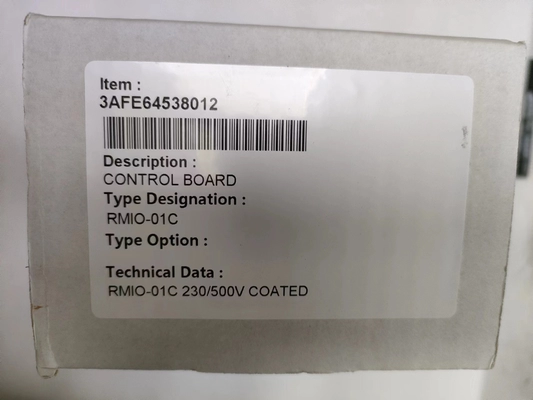 Item :
3AFE64538012
Description :
CONTROL BOARD
Type Designation :
RMIO-01C
Type Option :
Technical Data :
RMIO-01C 230/500V COATED